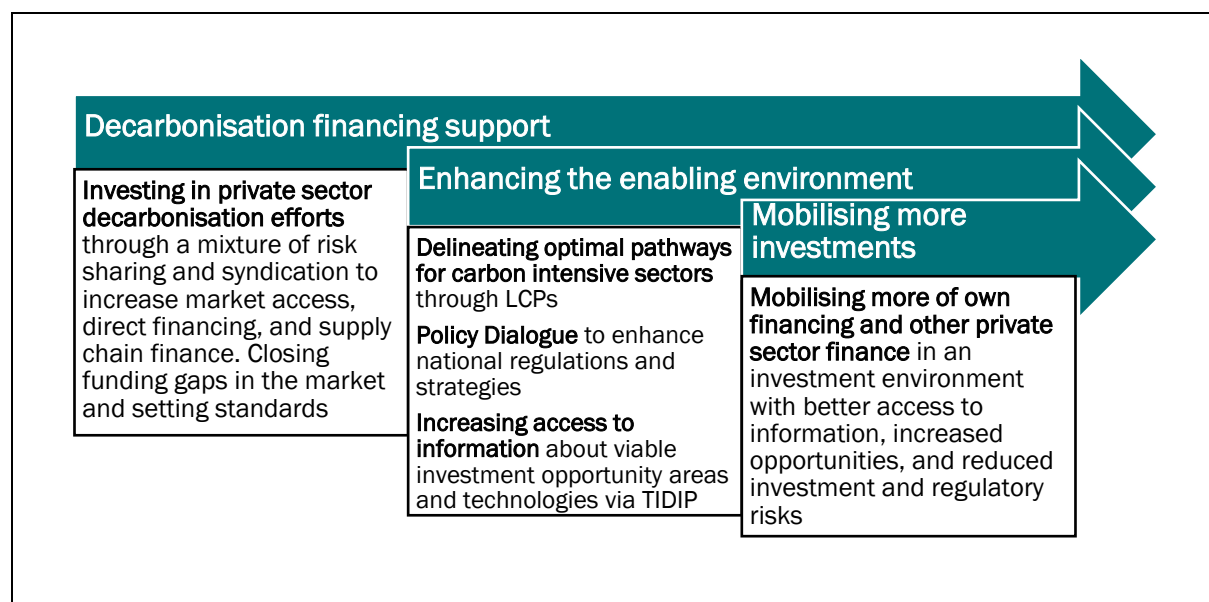 Decarbonisation financing support
Investing in private sector
decarbonisation efforts
through a mixture of risk
sharing and syndication to
increase market access,
direct financing, and supply
chain finance. Closing
funding gaps in the market
and setting standards
Enhancing the enabling environment
Delineating optimal pathways
for carbon intensive sectors
through LCPs
Policy Dialogue to enhance
national regulations and
strategies
Increasing access to
information about viable
investment opportunity areas
and technologies via TIDIP
Mobilising more
investments
Mobilising more of own
financing and other private
sector finance in an
investment environment
with better access to
information, increased
opportunities, and reduced
investment and regulatory
risks